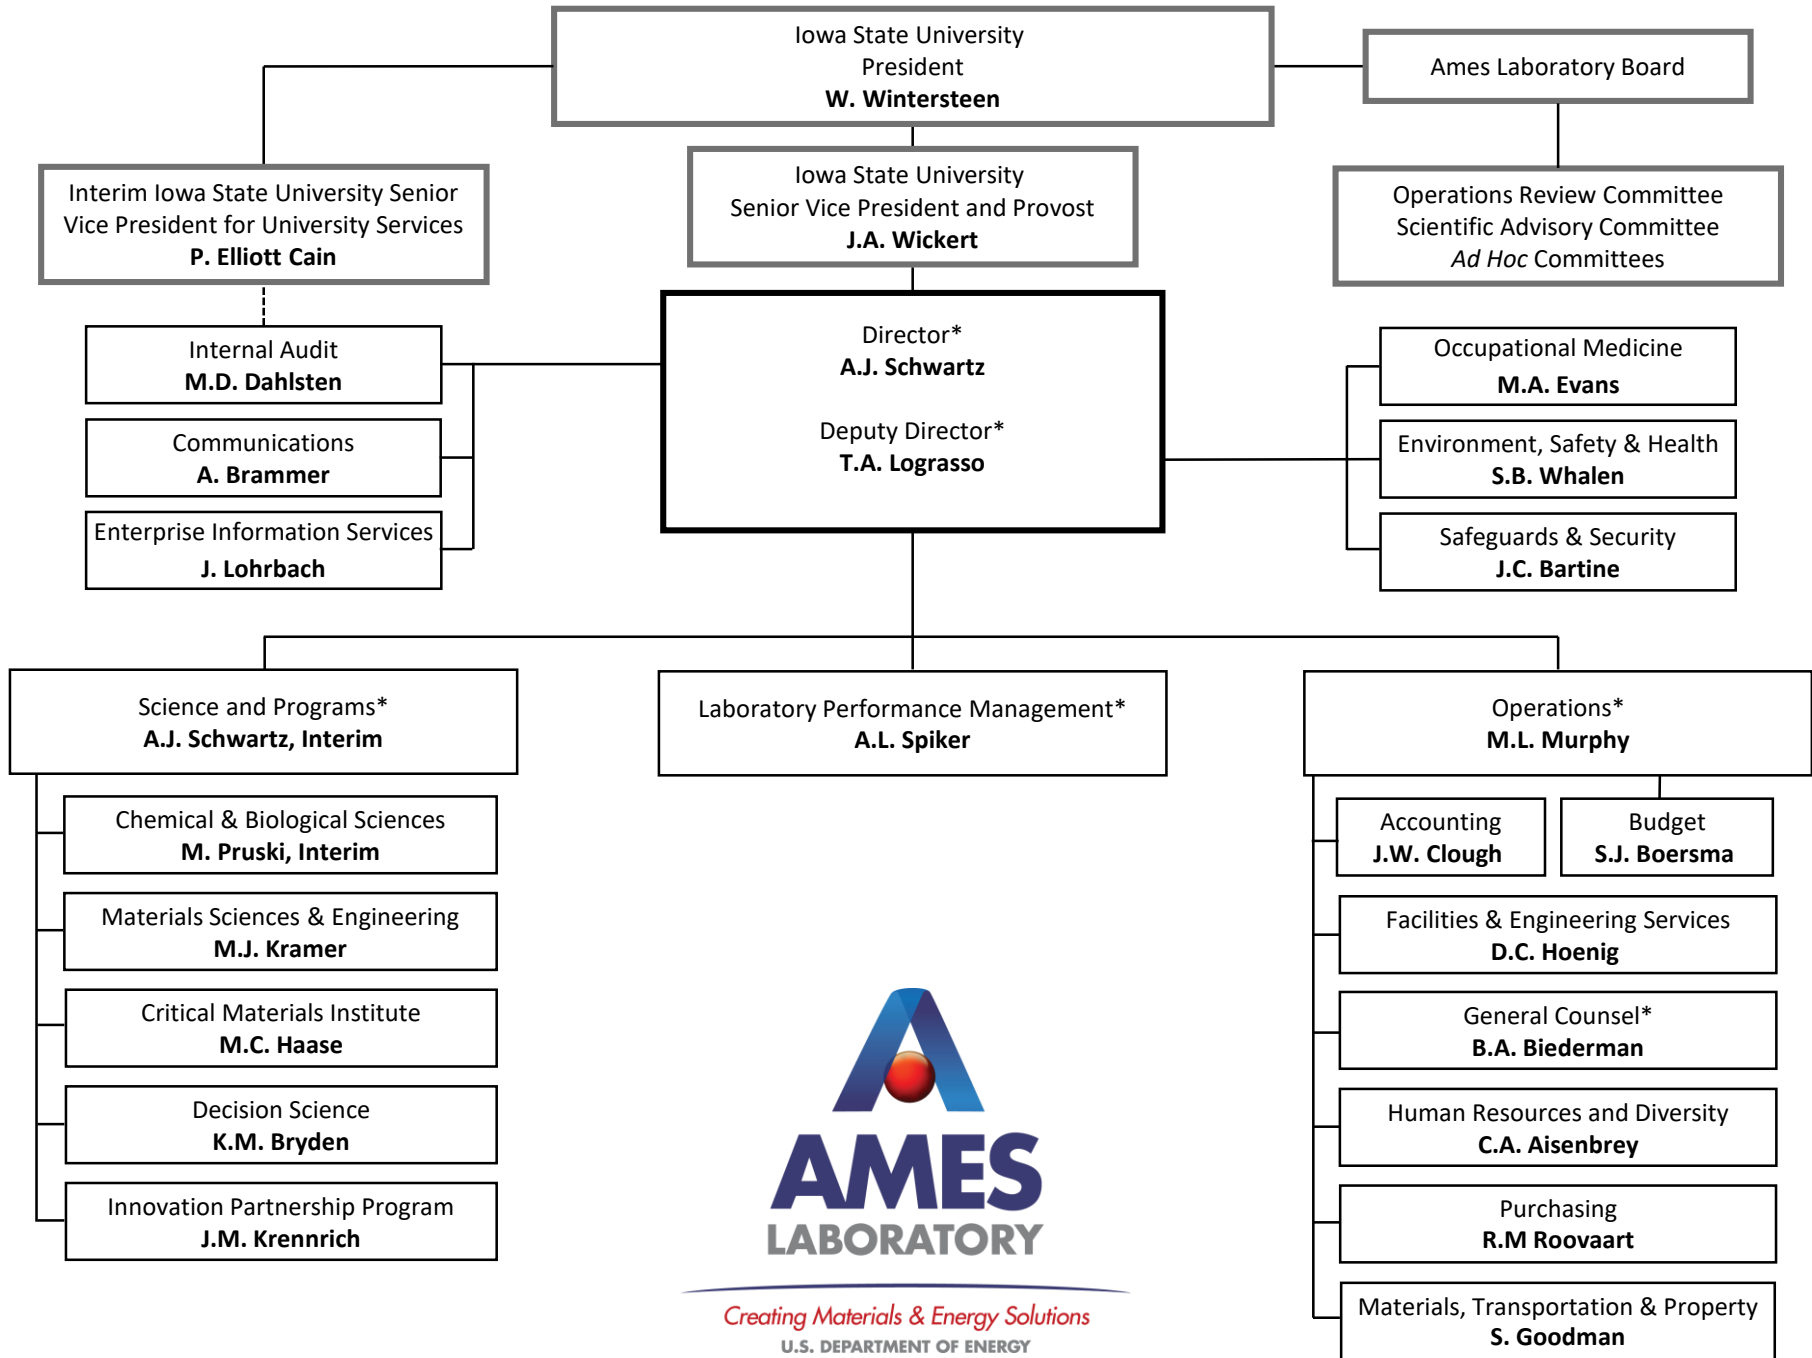 Iowa State University
President
W. Wintersteen
Ames Laboratory Board
Interim Iowa State University Senior
Vice President for University Services
P. Elliott Cain
Iowa State University
Senior Vice President and Provost
J.A. Wickert
Operations Review Committee
Scientific Advisory Committee
Ad Hoc Committees
Internal Audit
M.D. Dahlsten
Communications
A. Brammer
Enterprise Information Services
J. Lohrbach
Director*
A.J. Schwartz
Deputy Director*
T.A. Lograsso
Occupational Medicine
M.A. Evans
Environment, Safety & Health
S.B. Whalen
Safeguards & Security
J.C. Bartine
Science and Programs*
A.J. Schwartz, Interim
Laboratory Performance Management*
A.L. Spiker
Operations*
M.L. Murphy
Chemical & Biological Sciences
M. Pruski, Interim
Materials Sciences & Engineering
M.J. Kramer
Critical Materials Institute
M.C. Haase
Decision Science
K.M. Bryden
Innovation Partnership Program
J.M. Krennrich
Accounting
J.W. Clough
Budget
S.J. Boersma
Facilities & Engineering Services
D.C. Hoenig
General Counsel*
B.A. Biederman
Human Resources and Diversity
C.A. Aisenbrey
Purchasing
R.M Roovaart
Materials, Transportation & Property
S. Goodman
AMES
LABORATORY
Creating Materials & Energy Solutions
U.S. DEPARTMENT OF ENERGY